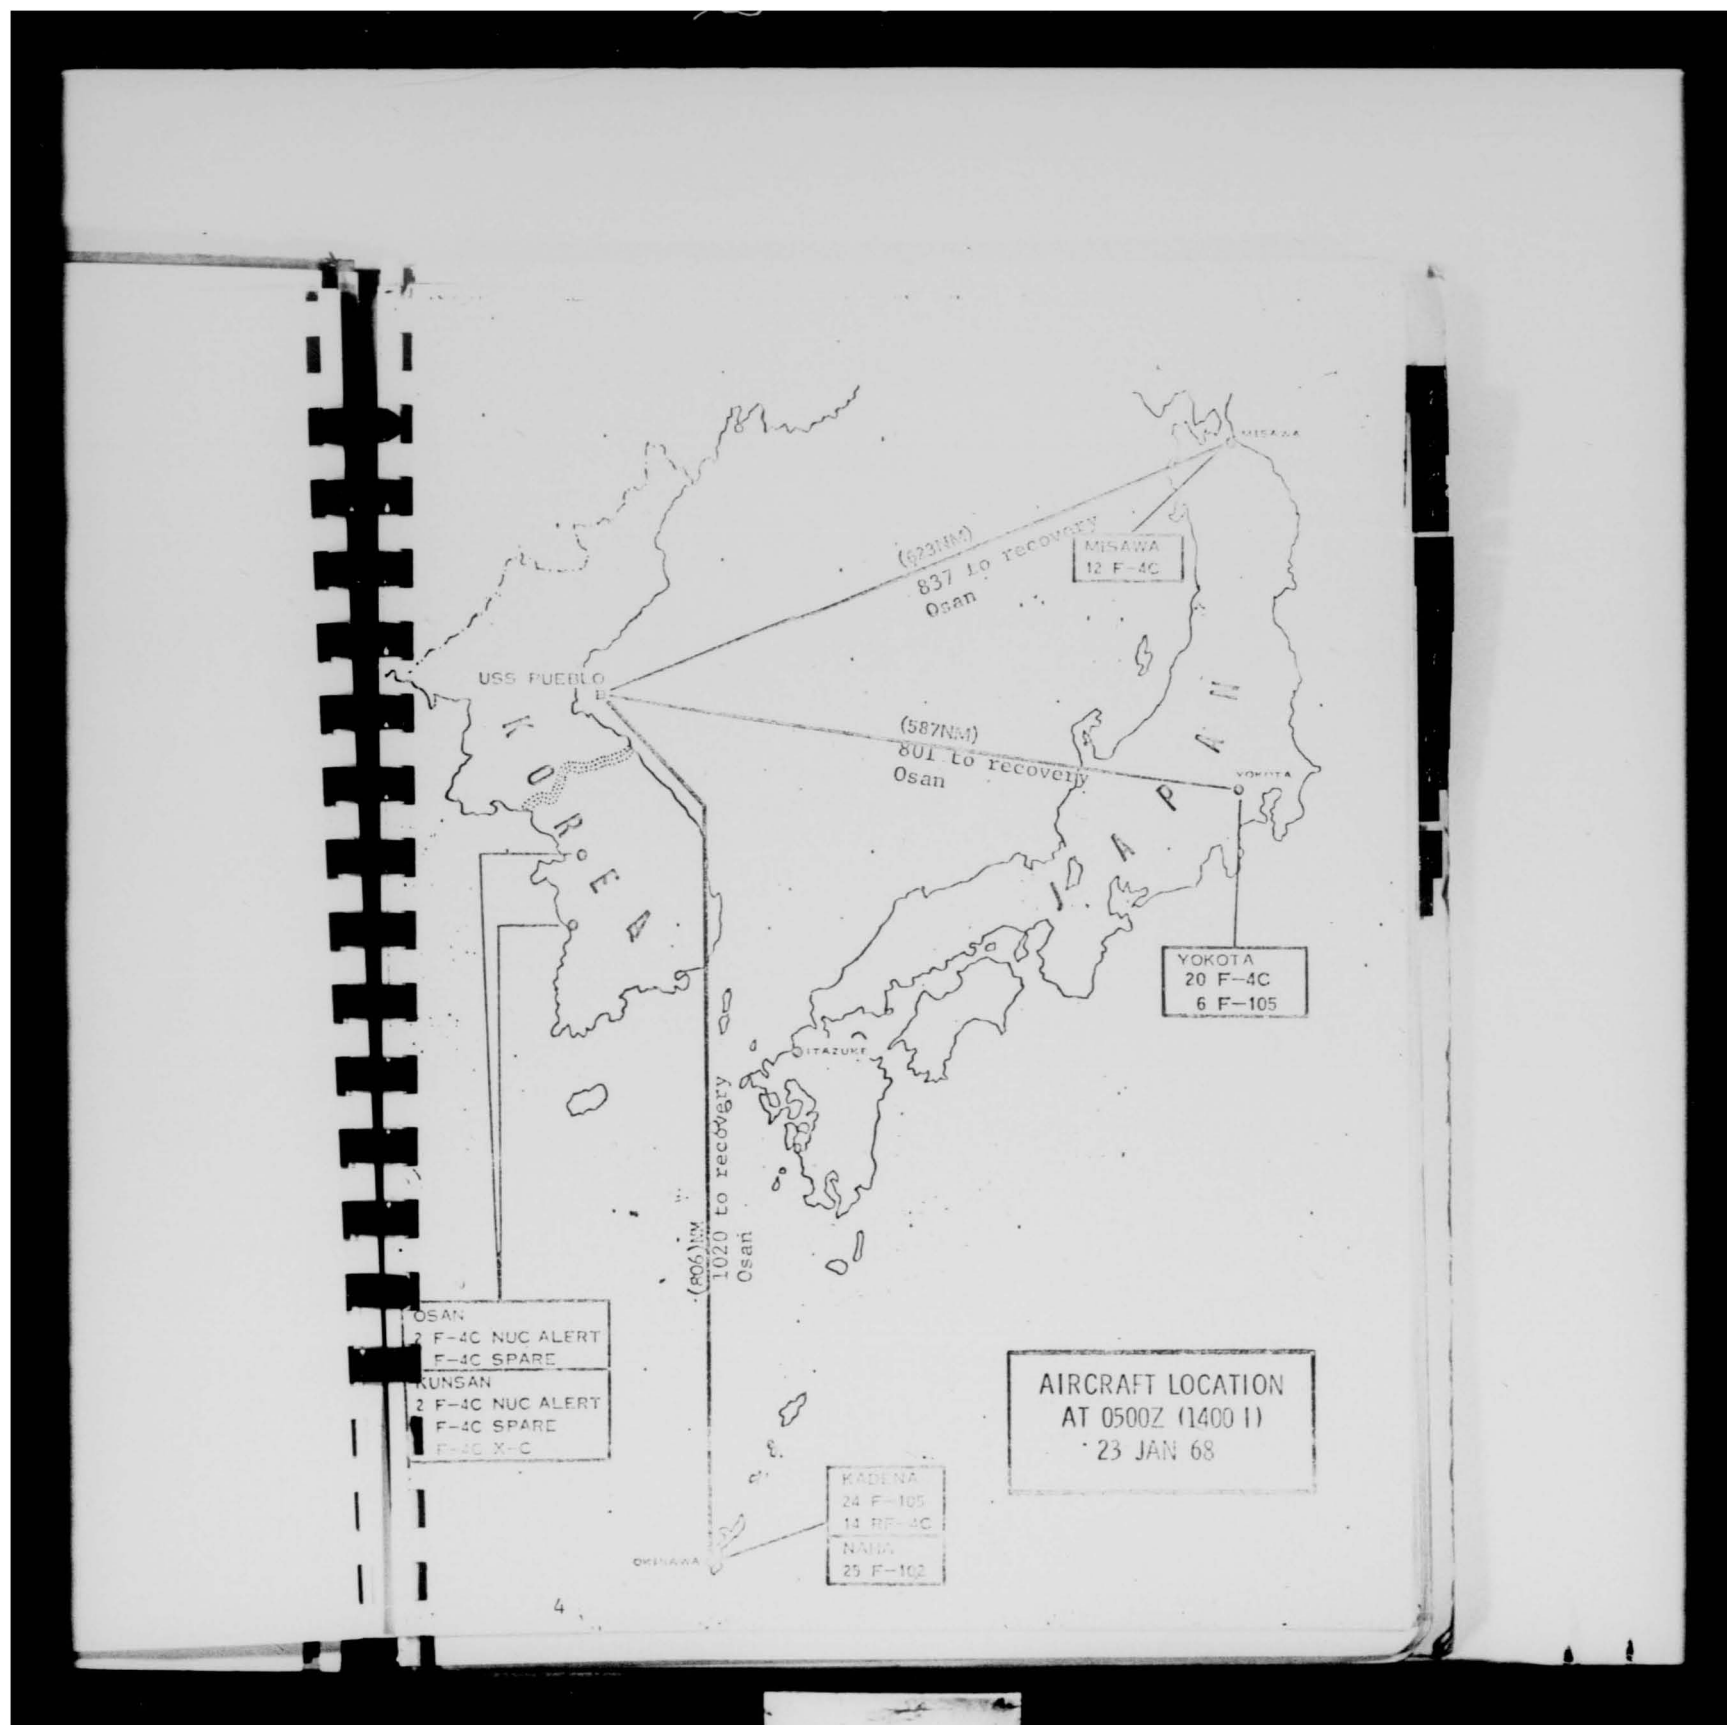 MISAWA
(623NM)
837 to recovery
Osan
MISAWA
12 F-4C
USS PUEBLO
KOREA
(587NM)
801 to recovery
Osan
JAPAN
YOKOTA
YOKOTA
20 F-4C
6 F-105
ITAZUKE
(806)NM
1020 to recovery
Osan
OSAN
2 F-4C NUC ALERT
F-4C SPARE
KUNSAN
2 F-4C NUC ALERT
F-4C SPARE
F-4C X-C
AIRCRAFT LOCATION
AT 0500Z (1400 I)
23 JAN 68
KADENA
24 F-105
14 RF-4C
NAHA
25 F-102
OKINAWA
4